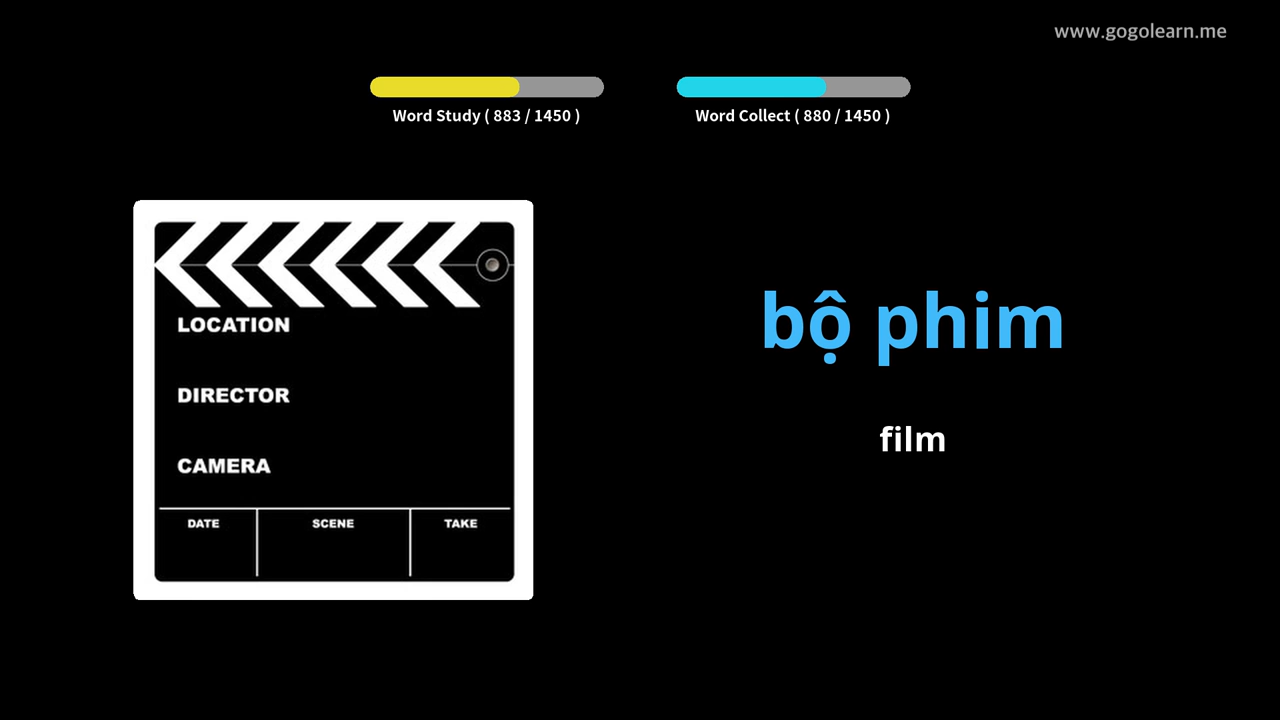 www.gogolearn.me
Word Study ( 883 / 1450 )
Word Collect ( 880 / 1450 )
LOCATION
DIRECTOR
CAMERA
DATE
SCENE
TAKE
bộ phim
film